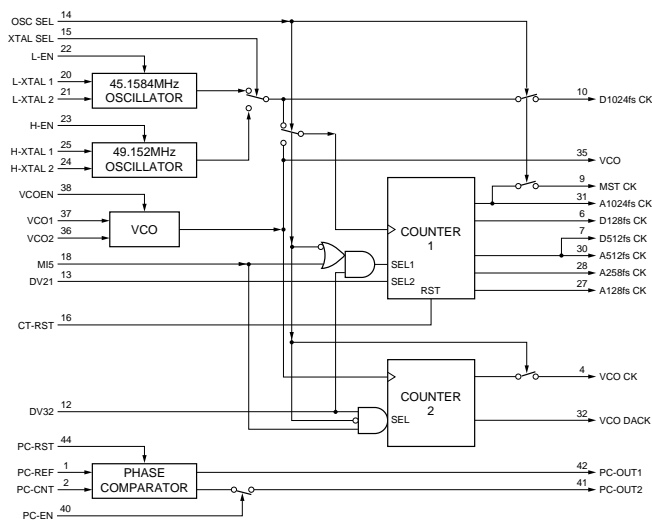 OSC SEL 14
XTAL SEL 15
L-EN 22
L-XTAL 1 20
L-XTAL 2 21
45.1584MHz
OSCILLATOR
10 D1024fs CK
H-EN 23
H-XTAL 1 25
H-XTAL 2 24
49.152MHz
OSCILLATOR
35 VCO
VCOEN 38
VCO1 37
VCO2 36
VCO
9 MST CK
31 A1024fs CK
6 D128fs CK
7 D512fs CK
30 A512fs CK
28 A258fs CK
27 A128fs CK
COUNTER
1
SEL1
SEL2
RST
MI5 18
DV21 13
CT-RST 16
4 VCO CK
COUNTER
2
SEL
32 VCO DACK
DV32 12
PC-RST 44
PC-REF 1
PC-CNT 2
PHASE
COMPARATOR
42 PC-OUT1
41 PC-OUT2
PC-EN 40